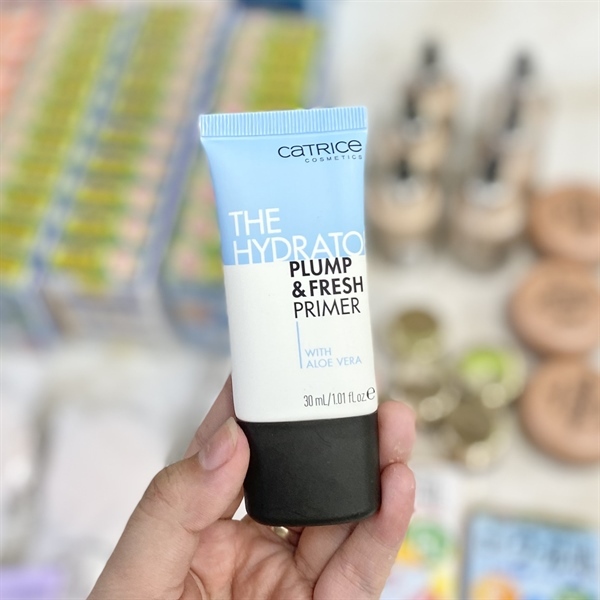 CATRICE
COSMETICS
THE
HYDRATO
PLUMP
& FRESH
PRIMER
WITH
ALOE VERA
30 mL/1.01 fl.oz. ℮